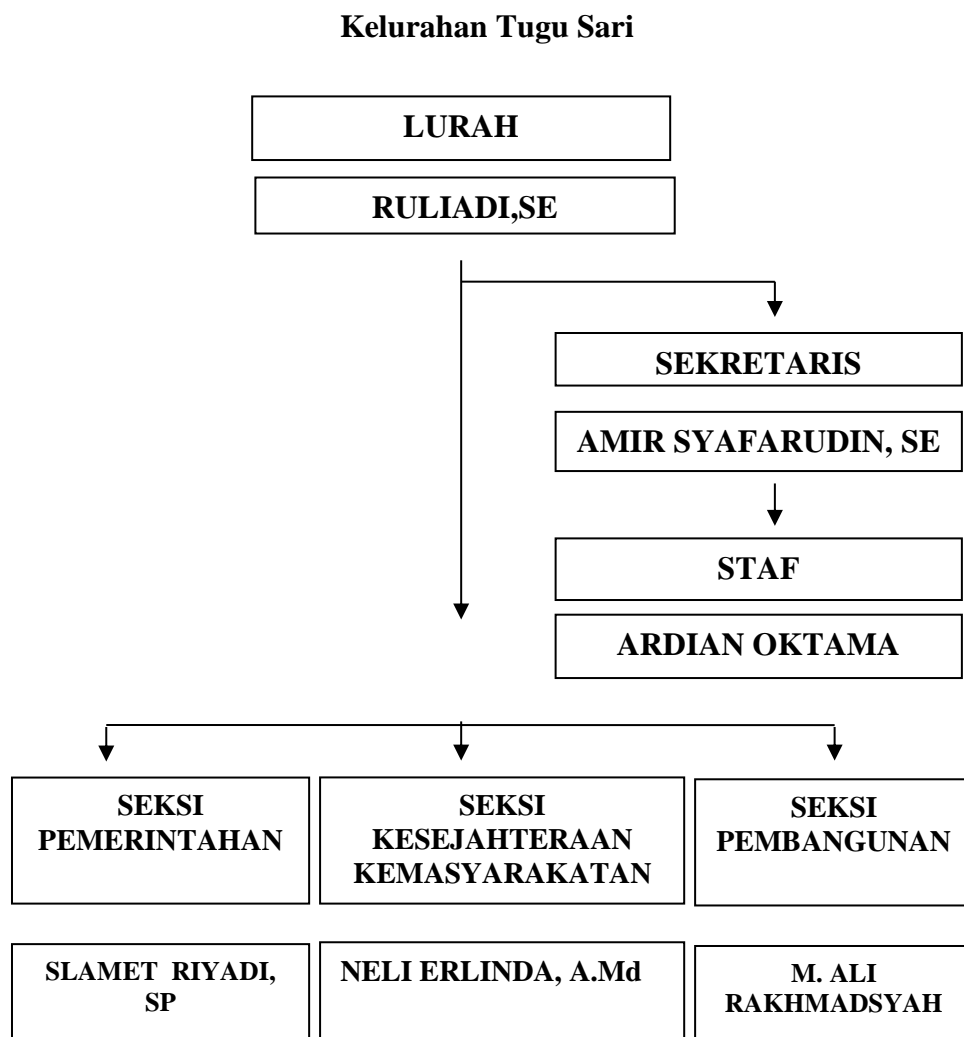 Kelurahan Tugu Sari
LURAH
RULIADI,SE
SEKRETARIS
AMIR SYAFARUDIN, SE
STAF
ARDIAN OKTAMA
SEKSI
PEMERINTAHAN
SEKSI
KESEJAHTERAAN
KEMASYARAKATAN
SEKSI
PEMBANGUNAN
SLAMET RIYADI,
SP
NELI ERLINDA, A.Md
M. ALI
RAKHMADSYAH